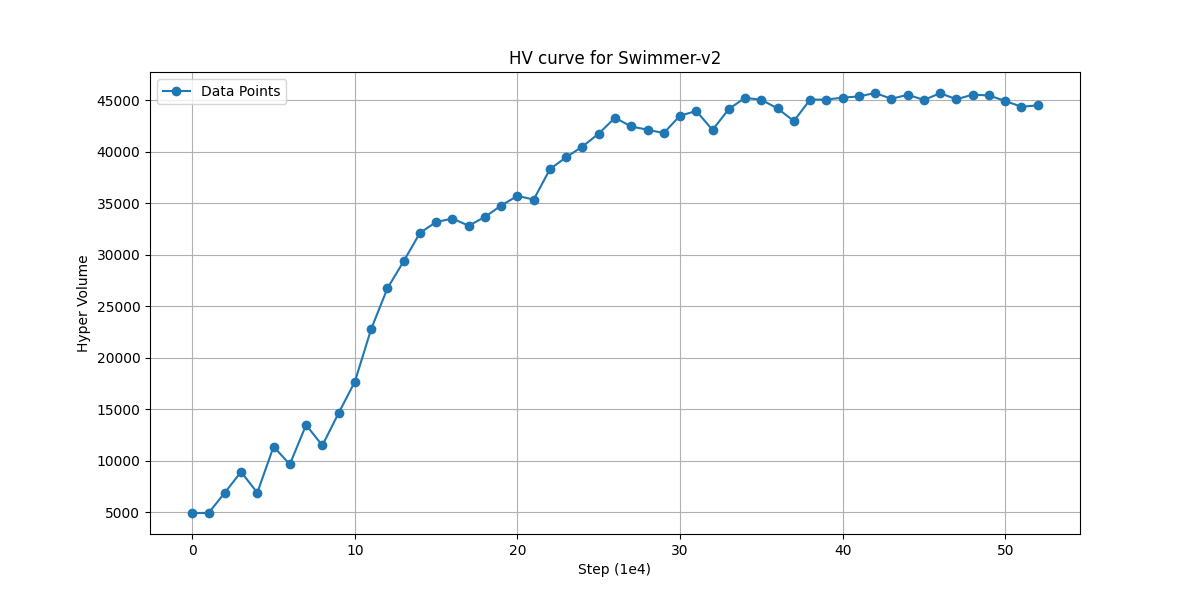 HV curve for Swimmer-v2
Data Points
Hyper Volume
45000
40000
35000
30000
25000
20000
15000
10000
5000
0 10 20 30 40 50
Step (1e4)